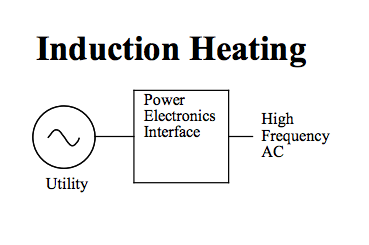 Induction Heating
Power
Electronics
Interface
High
Frequency
AC
Utility